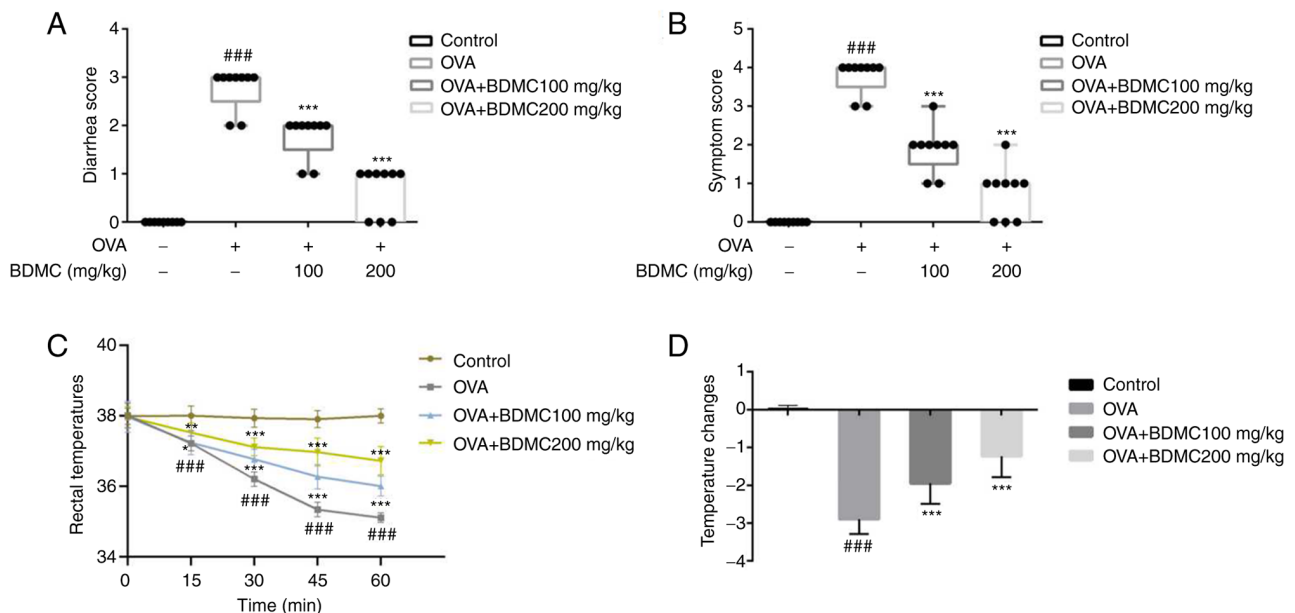 A
Diarrhea score
4
3
2
1
0
###
***
***
Control
OVA
OVA+BDMC100 mg/kg
OVA+BDMC200 mg/kg
OVA – + + +
BDMC (mg/kg) – – 100 200
B
Symptom score
5
4
3
2
1
0
###
***
***
Control
OVA
OVA+BDMC100 mg/kg
OVA+BDMC200 mg/kg
OVA – + + +
BDMC (mg/kg) – – 100 200
C
Rectal temperatures
40
38
36
34
** *** *** ***
* *** *** ***
### ### ### ###
0 15 30 45 60
Time (min)
Control
OVA
OVA+BDMC100 mg/kg
OVA+BDMC200 mg/kg
D
Temperature changes
1
0
–1
–2
–3
–4
###
***
***
Control
OVA
OVA+BDMC100 mg/kg
OVA+BDMC200 mg/kg